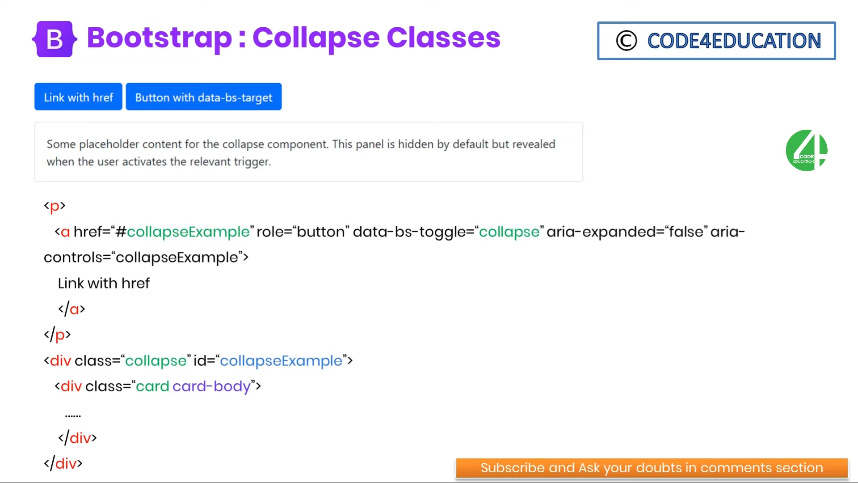 B Bootstrap : Collapse Classes
© CODE4EDUCATION
Link with href
Button with data-bs-target
Some placeholder content for the collapse component. This panel is hidden by default but revealed
when the user activates the relevant trigger.
4
CODE
EDUCATION
<p>
<a href=“#collapseExample” role=“button” data-bs-toggle=“collapse” aria-expanded=“false” aria-
controls=“collapseExample”>
Link with href
</a>
</p>
<div class=“collapse” id=“collapseExample”>
<div class=“card card-body”>
......
</div>
</div>
Subscribe and Ask your doubts in comments section